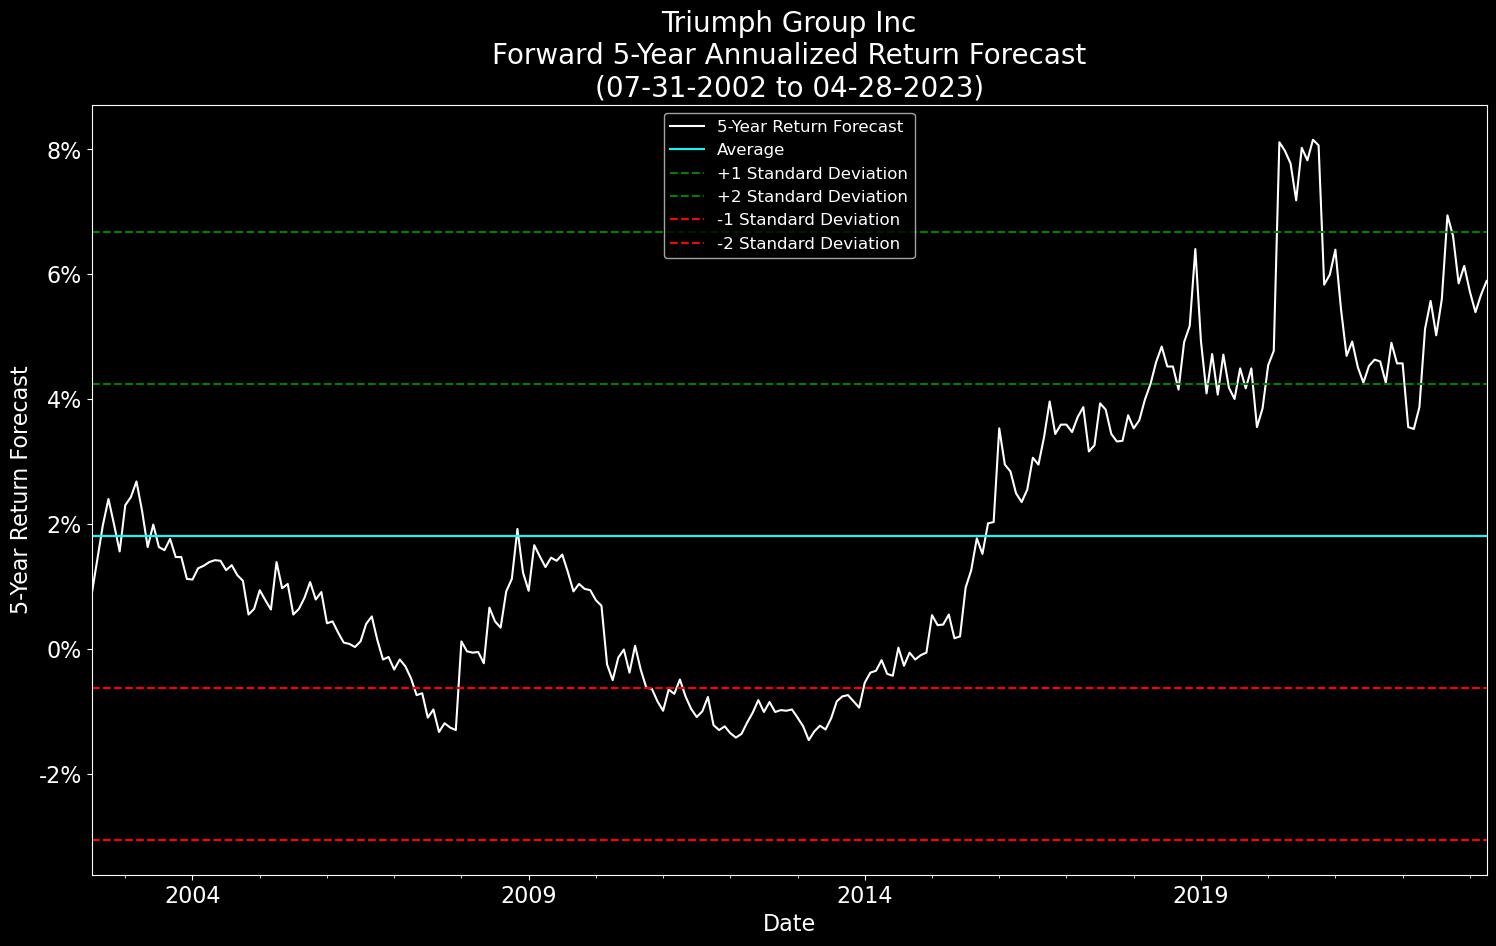 Triumph Group Inc
Forward 5-Year Annualized Return Forecast
(07-31-2002 to 04-28-2023)
5-Year Return Forecast
Average
+1 Standard Deviation
+2 Standard Deviation
-1 Standard Deviation
-2 Standard Deviation
8%
6%
4%
2%
0%
-2%
5-Year Return Forecast
2004
2009
2014
2019
Date